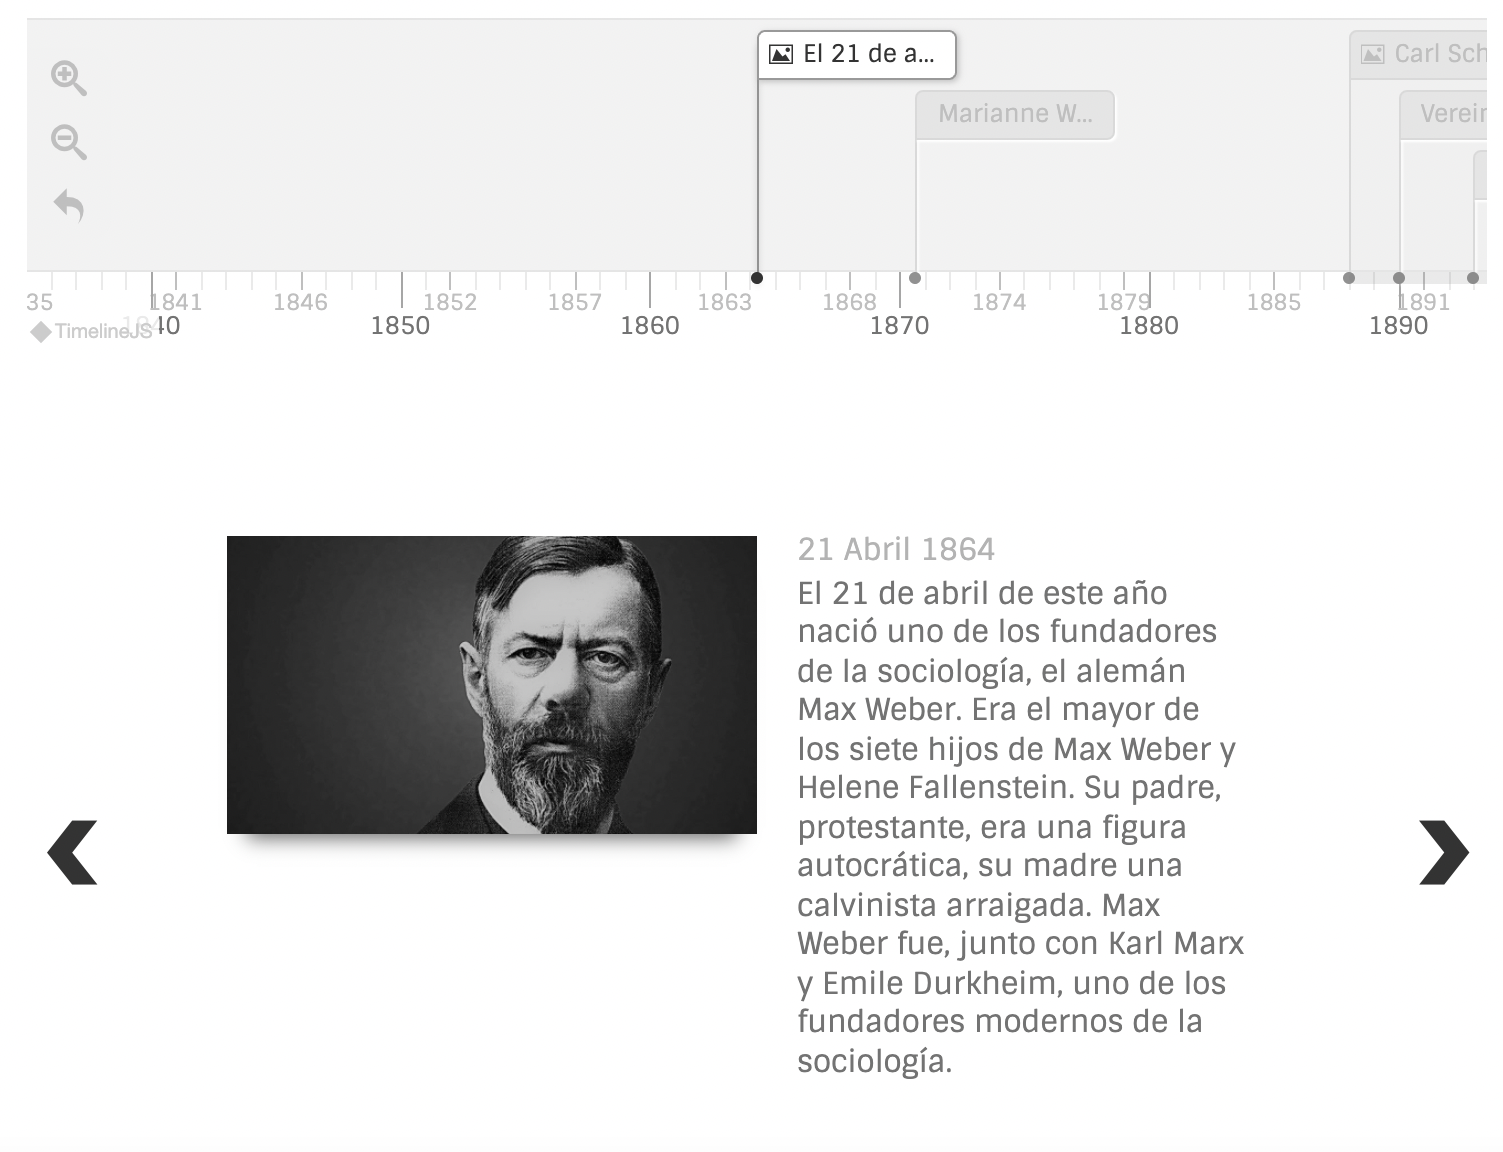 El 21 de a...
Carl Sch
Marianne W...
Verein
35 1841 1846 1852 1857 1863 1868 1874 1879 1885 1891
40 1850 1860 1870 1880 1890
TimelineJS
21 Abril 1864
El 21 de abril de este año
nació uno de los fundadores
de la sociología, el alemán
Max Weber. Era el mayor de
los siete hijos de Max Weber y
Helene Fallenstein. Su padre,
protestante, era una figura
autocrática, su madre una
calvinista arraigada. Max
Weber fue, junto con Karl Marx
y Emile Durkheim, uno de los
fundadores modernos de la
sociología.